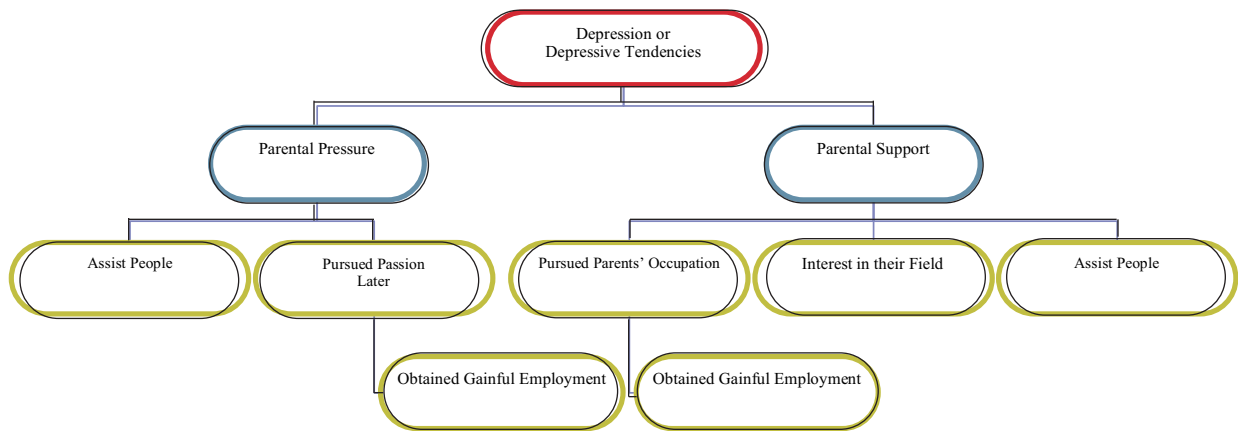 Depression or
Depressive Tendencies
Parental Pressure
Parental Support
Assist People
Pursued Passion
Later
Pursued Parents’ Occupation
Interest in their Field
Assist People
Obtained Gainful Employment
Obtained Gainful Employment